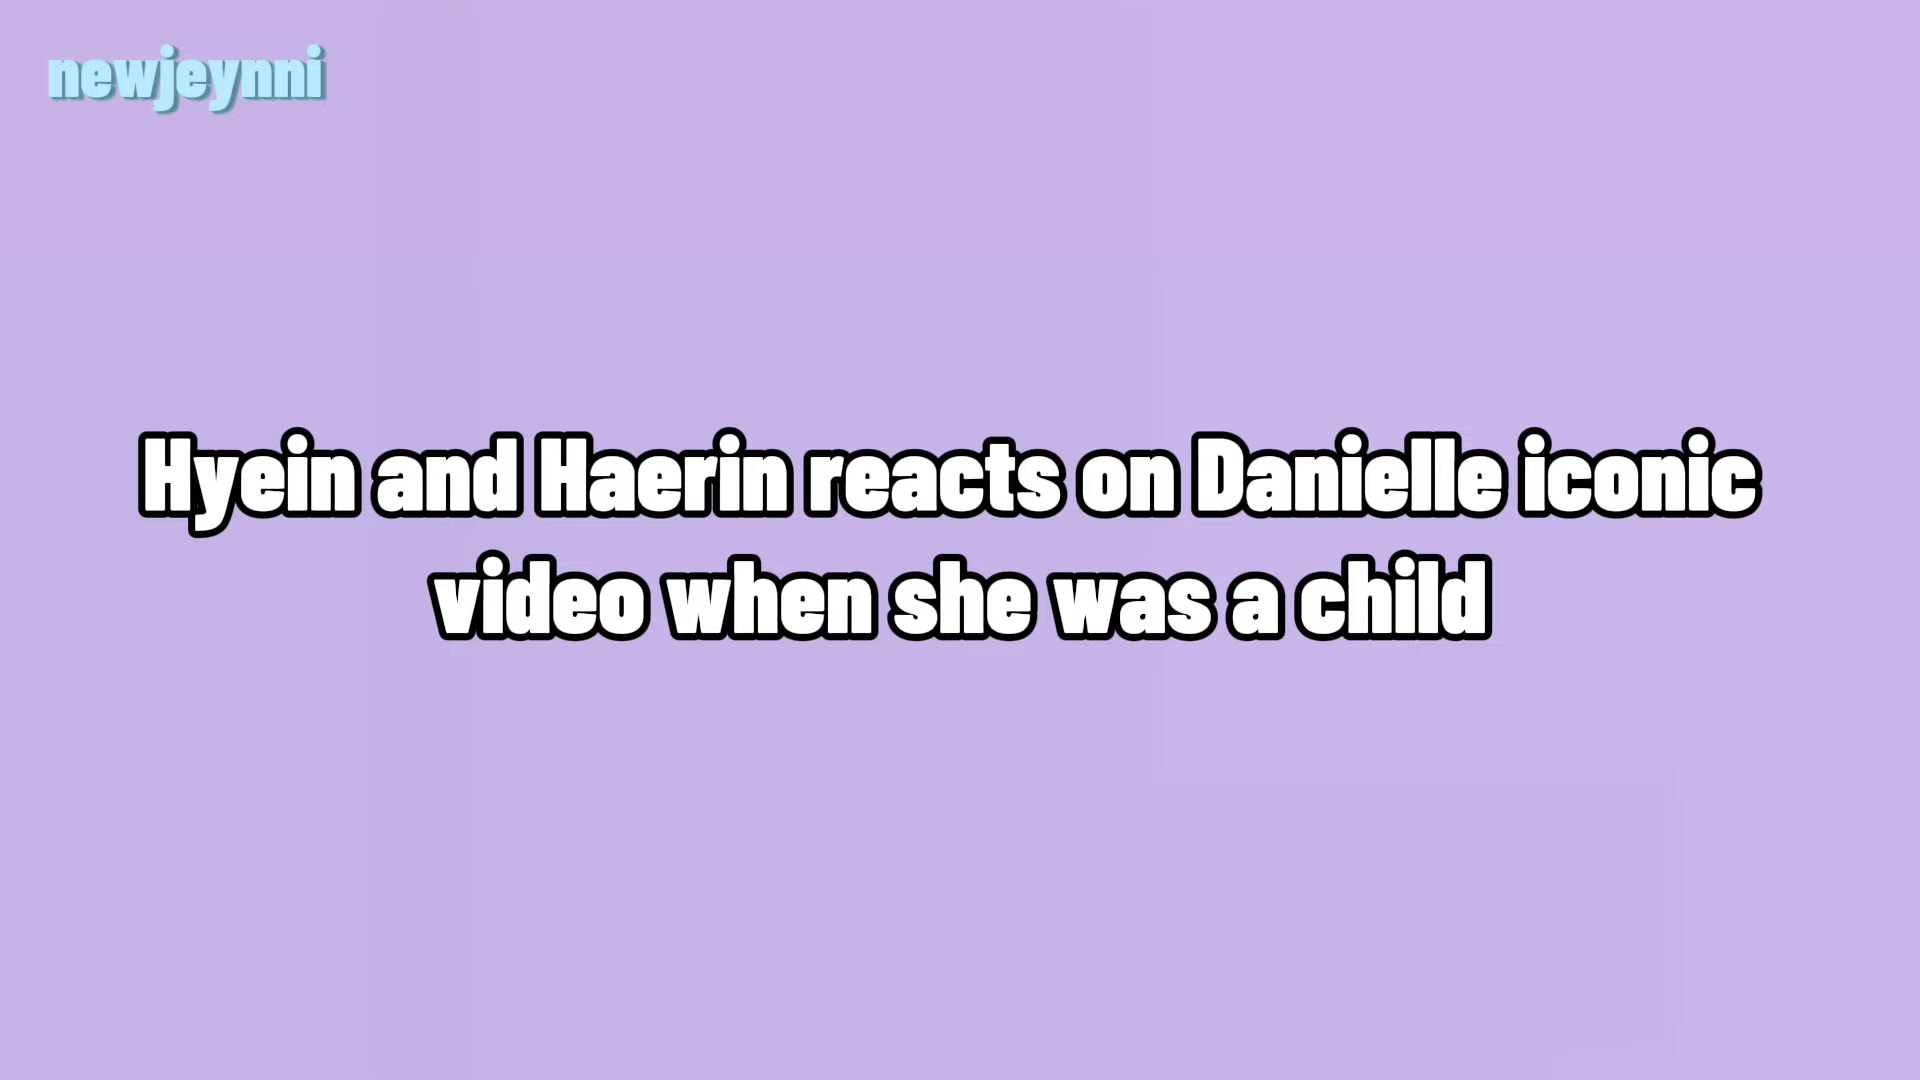 newjeynni
Hyein and Haerin reacts on Danielle iconic
video when she was a child